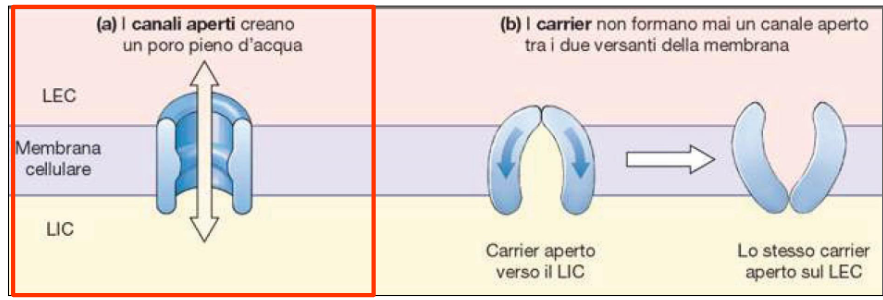 (a) I canali aperti creano
un poro pieno d'acqua
LEC
Membrana
cellulare
LIC
(b) I carrier non formano mai un canale aperto
tra i due versanti della membrana
Carrier aperto
verso il LIC
Lo stesso carrier
aperto sul LEC